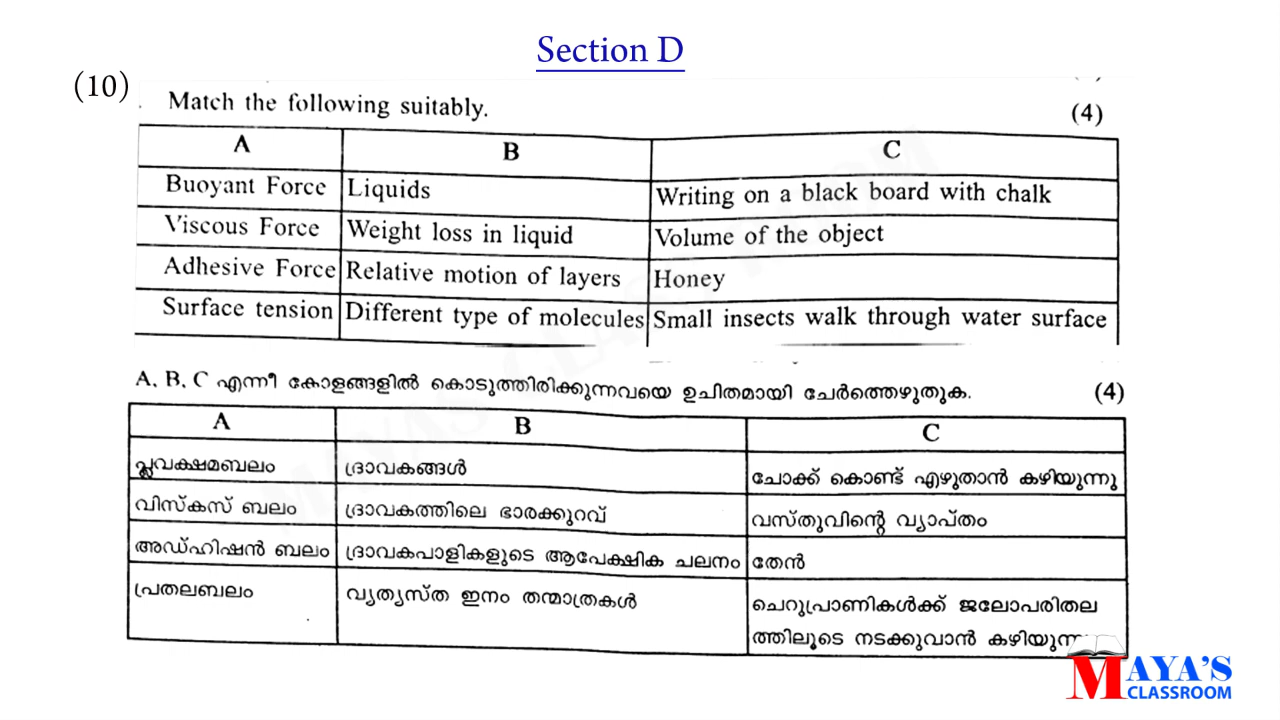 Section D
(10)
Match the following suitably. (4)
A B C
Buoyant Force Liquids Writing on a black board with chalk
Viscous Force Weight loss in liquid Volume of the object
Adhesive Force Relative motion of layers Honey
Surface tension Different type of molecules Small insects walk through water surface
A, B, C എന്നീ കോളങ്ങളിൽ കൊടുത്തിരിക്കുന്നവയെ ഉചിതമായി ചേർത്തെഴുതുക. (4)
A B C
പ്ലവക്ഷമബലം ദ്രാവകങ്ങൾ ചോക്ക് കൊണ്ട് എഴുതാൻ കഴിയുന്നു
വിസ്കസ് ബലം ദ്രാവകത്തിലെ ഭാരക്കുറവ് വസ്തുവിന്റെ വ്യാപ്തം
അഡ്ഹിഷൻ ബലം ദ്രാവകപാളികളുടെ ആപേക്ഷിക ചലനം തേൻ
പ്രതലബലം വ്യത്യസ്ത ഇനം തന്മാത്രകൾ ചെറുപ്രാണികൾക്ക് ജലോപരിതല
ത്തിലൂടെ നടക്കുവാൻ
MAYA'S
CLASSROOM